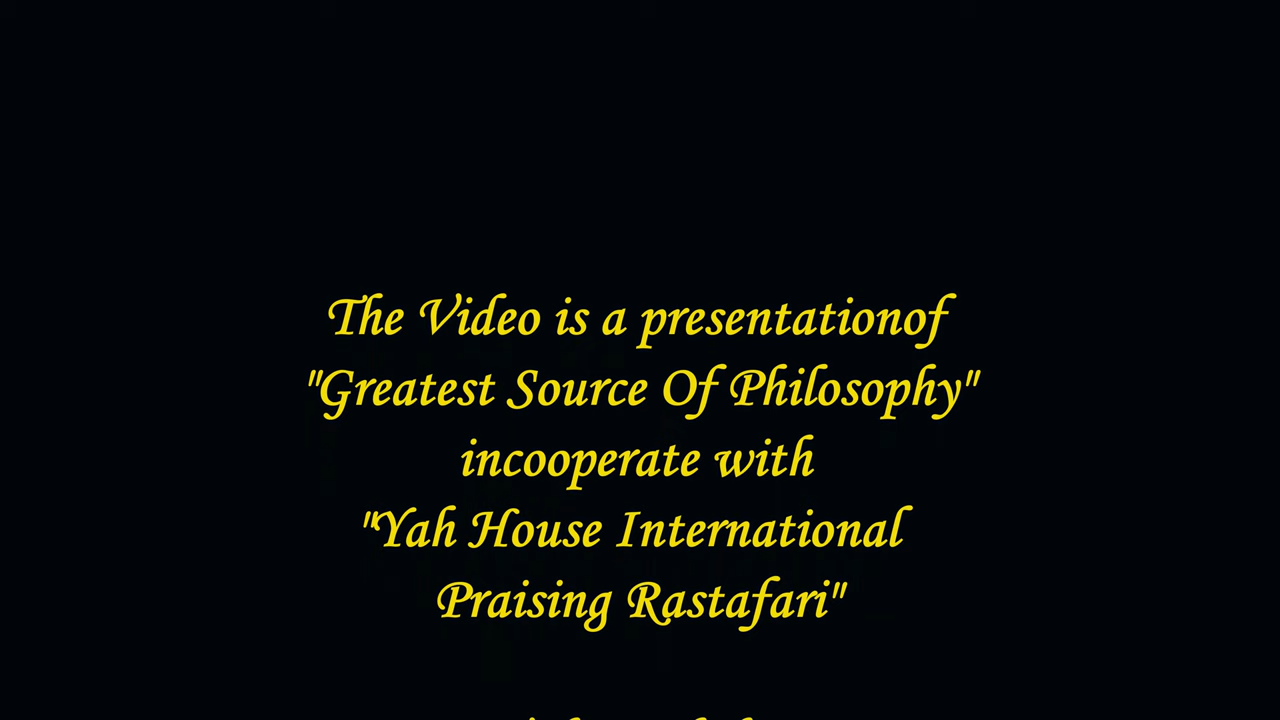 The Video is a presentationof
"Greatest Source Of Philosophy"
incooperate with
"Yah House International
Praising Rastafari"